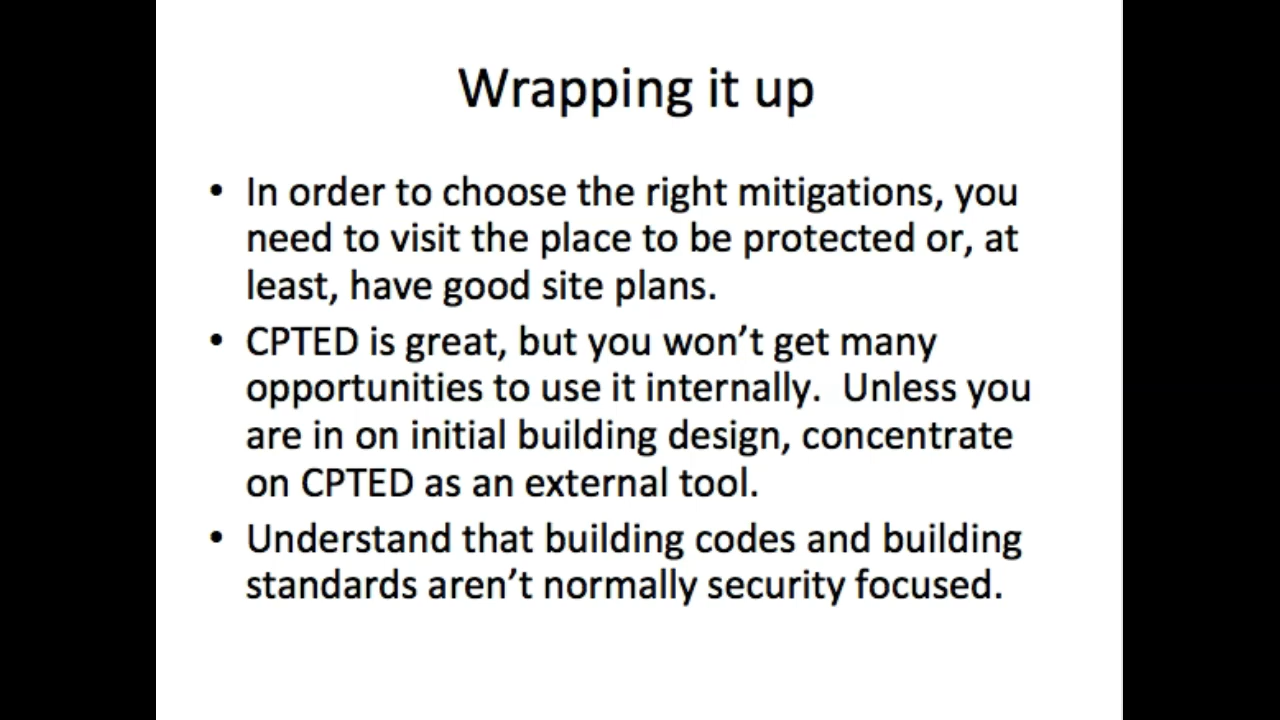 Wrapping it up
• In order to choose the right mitigations, you
need to visit the place to be protected or, at
least, have good site plans.
• CPTED is great, but you won’t get many
opportunities to use it internally.  Unless you
are in on initial building design, concentrate
on CPTED as an external tool.
• Understand that building codes and building
standards aren’t normally security focused.